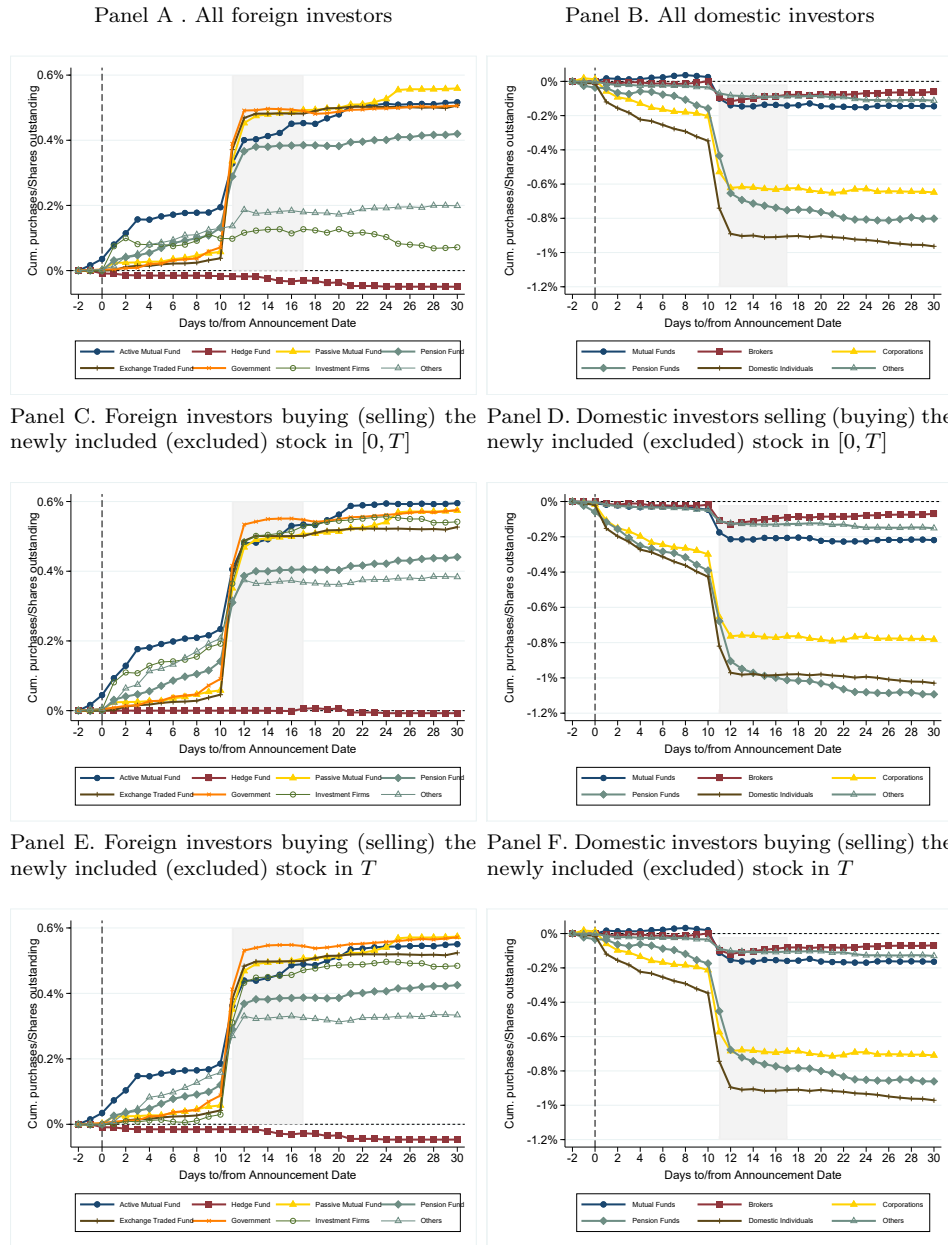 Panel A . All foreign investors
Cum. purchases/Shares outstanding
0.6%
0.4%
0.2%
0%
-2 0 2 4 6 8 10 12 14 16 18 20 22 24 26 28 30
Days to/from Announcement Date
Active Mutual Fund Hedge Fund Passive Mutual Fund Pension Fund
Exchange Traded Fund Government Investment Firms Others
Panel B. All domestic investors
Cum. purchases/Shares outstanding
0%
-0.2%
-0.4%
-0.6%
-0.8%
-1%
-1.2%
-2 0 2 4 6 8 10 12 14 16 18 20 22 24 26 28 30
Days to/from Announcement Date
Mutual Funds Brokers Corporations
Pension Funds Domestic Individuals Others
Panel C. Foreign investors buying (selling) the
newly included (excluded) stock in [0, T]
Cum. purchases/Shares outstanding
0.6%
0.4%
0.2%
0%
-2 0 2 4 6 8 10 12 14 16 18 20 22 24 26 28 30
Days to/from Announcement Date
Active Mutual Fund Hedge Fund Passive Mutual Fund Pension Fund
Exchange Traded Fund Government Investment Firms Others
Panel D. Domestic investors selling (buying) the
newly included (excluded) stock in [0, T]
Cum. purchases/Shares outstanding
0%
-0.2%
-0.4%
-0.6%
-0.8%
-1%
-1.2%
-2 0 2 4 6 8 10 12 14 16 18 20 22 24 26 28 30
Days to/from Announcement Date
Mutual Funds Brokers Corporations
Pension Funds Domestic Individuals Others
Panel E. Foreign investors buying (selling) the
newly included (excluded) stock in T
Cum. purchases/Shares outstanding
0.6%
0.4%
0.2%
0%
-2 0 2 4 6 8 10 12 14 16 18 20 22 24 26 28 30
Days to/from Announcement Date
Active Mutual Fund Hedge Fund Passive Mutual Fund Pension Fund
Exchange Traded Fund Government Investment Firms Others
Panel F. Domestic investors buying (selling) the
newly included (excluded) stock in T
Cum. purchases/Shares outstanding
0%
-0.2%
-0.4%
-0.6%
-0.8%
-1%
-1.2%
-2 0 2 4 6 8 10 12 14 16 18 20 22 24 26 28 30
Days to/from Announcement Date
Mutual Funds Brokers Corporations
Pension Funds Domestic Individuals Others